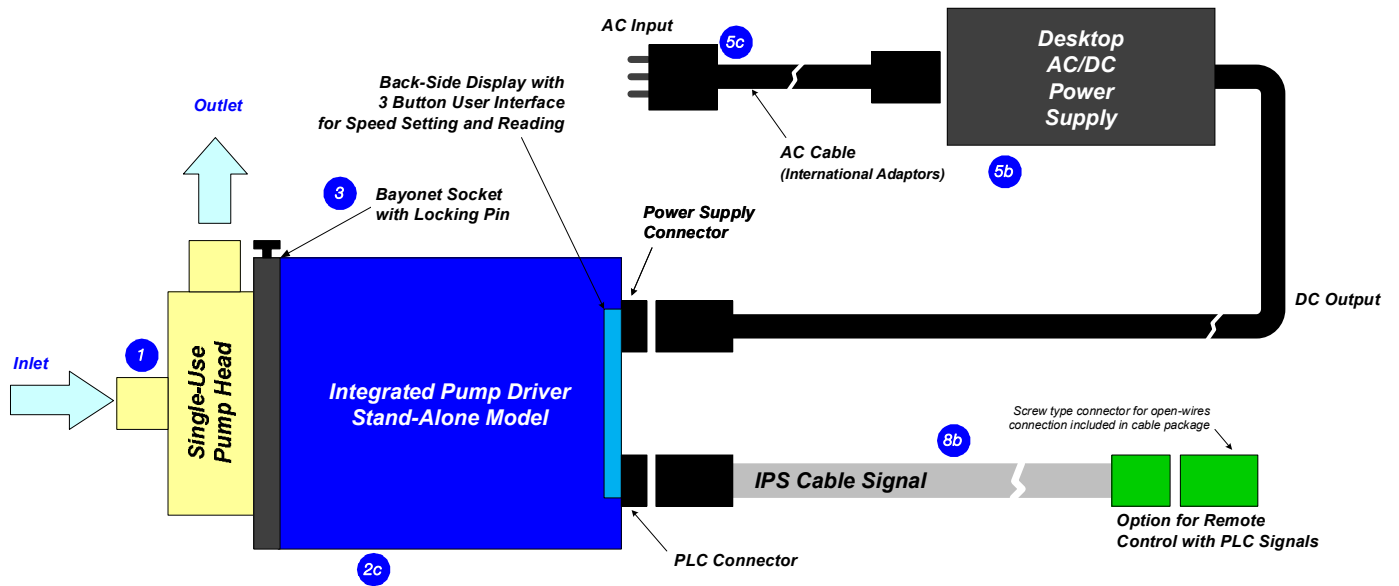 AC Input
5c
Desktop
AC/DC
Power
Supply
5b
AC Cable
(International Adaptors)
Back-Side Display with
3 Button User Interface
for Speed Setting and Reading
Outlet
3
Bayonet Socket
with Locking Pin
Power Supply
Connector
DC Output
1
Inlet
Single-Use
Pump Head
Integrated Pump Driver
Stand-Alone Model
Screw type connector for open-wires
connection included in cable package
8b
IPS Cable Signal
Option for Remote
Control with PLC Signals
PLC Connector
2c